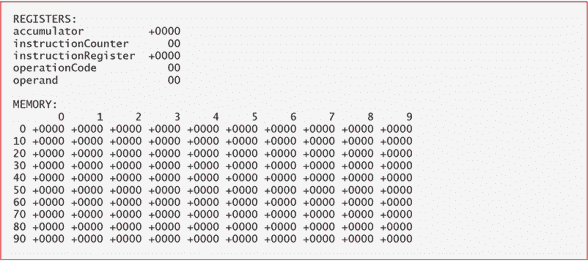 REGISTERS:
accumulator          +0000
instructionCounter      00
instructionRegister  +0000
operationCode           00
operand                 00
MEMORY:
       0     1     2     3     4     5     6     7     8     9
 0 +0000 +0000 +0000 +0000 +0000 +0000 +0000 +0000 +0000 +0000
10 +0000 +0000 +0000 +0000 +0000 +0000 +0000 +0000 +0000 +0000
20 +0000 +0000 +0000 +0000 +0000 +0000 +0000 +0000 +0000 +0000
30 +0000 +0000 +0000 +0000 +0000 +0000 +0000 +0000 +0000 +0000
40 +0000 +0000 +0000 +0000 +0000 +0000 +0000 +0000 +0000 +0000
50 +0000 +0000 +0000 +0000 +0000 +0000 +0000 +0000 +0000 +0000
60 +0000 +0000 +0000 +0000 +0000 +0000 +0000 +0000 +0000 +0000
70 +0000 +0000 +0000 +0000 +0000 +0000 +0000 +0000 +0000 +0000
80 +0000 +0000 +0000 +0000 +0000 +0000 +0000 +0000 +0000 +0000
90 +0000 +0000 +0000 +0000 +0000 +0000 +0000 +0000 +0000 +0000